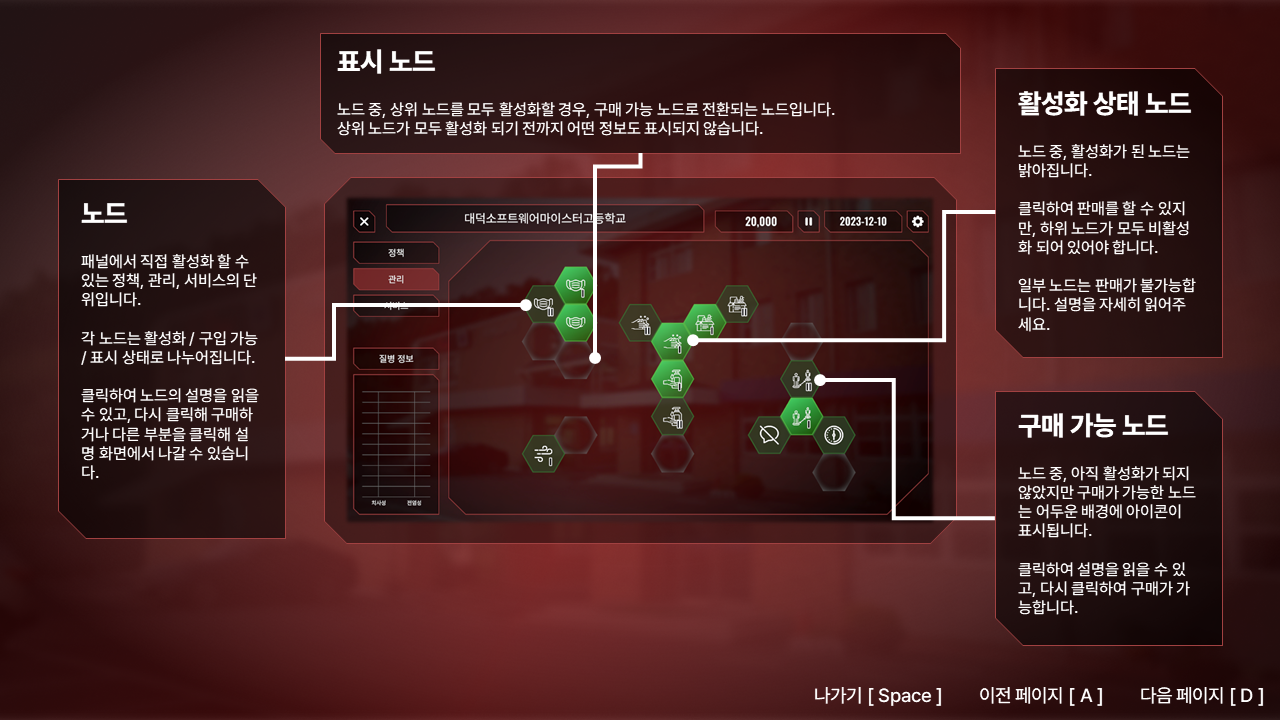 표시 노드
노드 중, 상위 노드를 모두 활성화할 경우, 구매 가능 노드로 전환되는 노드입니다.
상위 노드가 모두 활성화 되기 전까지 어떤 정보도 표시되지 않습니다.
노드
패널에서 직접 활성화 할 수
있는 정책, 관리, 서비스의 단
위입니다.
각 노드는 활성화 / 구입 가능
/ 표시 상태로 나누어집니다.
클릭하여 노드의 설명을 읽을
수 있고, 다시 클릭해 구매하
거나 다른 부분을 클릭해 설
명 화면에서 나갈 수 있습니
다.
대덕소프트웨어마이스터고등학교
20,000
2023-12-10
정책
관리
서비스
질병 정보
치사성 전염성
활성화 상태 노드
노드 중, 활성화가 된 노드는
밝아집니다.
클릭하여 판매를 할 수 있지
만, 하위 노드가 모두 비활성
화 되어 있어야 합니다.
일부 노드는 판매가 불가능합
니다. 설명을 자세히 읽어주
세요.
구매 가능 노드
노드 중, 아직 활성화가 되지
않았지만 구매가 가능한 노드
는 어두운 배경에 아이콘이
표시됩니다.
클릭하여 설명을 읽을 수 있
고, 다시 클릭하여 구매가 가
능합니다.
나가기 [ Space ] 이전 페이지 [ A ] 다음 페이지 [ D ]